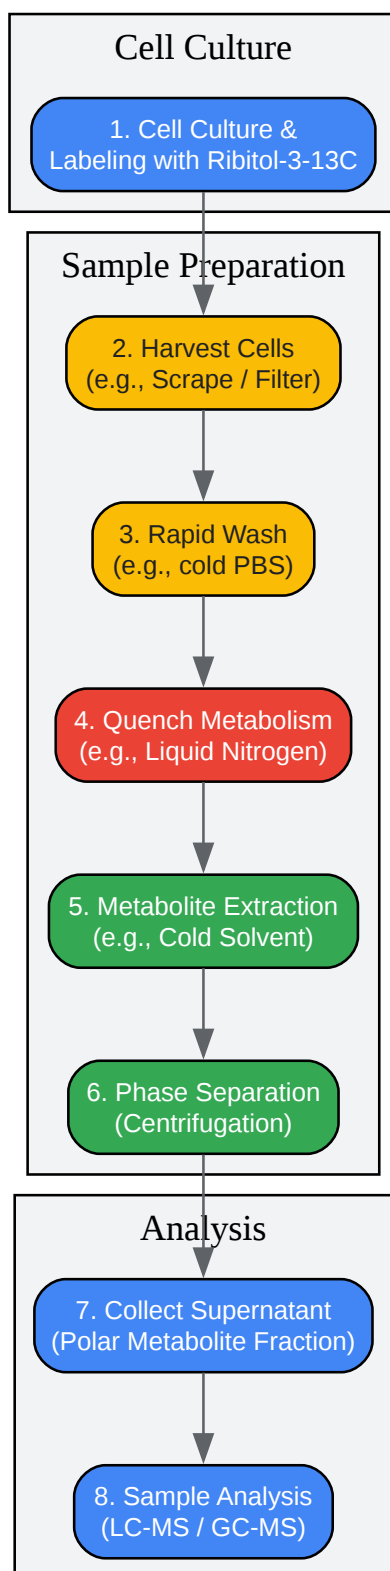 Cell Culture
1. Cell Culture &
Labeling with Ribitol-3-13C
Sample Preparation
2. Harvest Cells
(e.g., Scrape / Filter)
3. Rapid Wash
(e.g., cold PBS)
4. Quench Metabolism
(e.g., Liquid Nitrogen)
5. Metabolite Extraction
(e.g., Cold Solvent)
6. Phase Separation
(Centrifugation)
Analysis
7. Collect Supernatant
(Polar Metabolite Fraction)
8. Sample Analysis
(LC-MS / GC-MS)